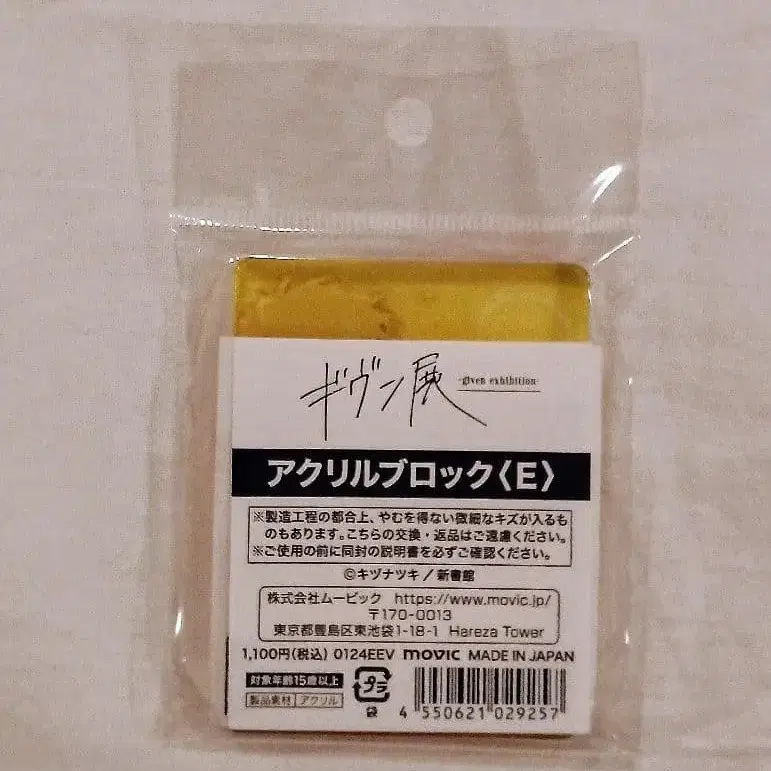 ギヴン展 -given exhibition-
アクリルブロック〈E〉
※製造工程の都合上、やむを得ない微細なキズが入るも
のもあります。こちらの交換・返品はご遠慮ください。
※ご使用の前に同封の説明書を必ずご確認ください。
©キヅナツキ／新書館
株式会社ムービック https://www.movic.jp/
〒170-0013
東京都豊島区東池袋1-18-1 Hareza Tower
1,100円(税込) 0124EEV movic MADE IN JAPAN
対象年齢15歳以上
製品素材 アクリル
プラ
袋
4 550621 029257